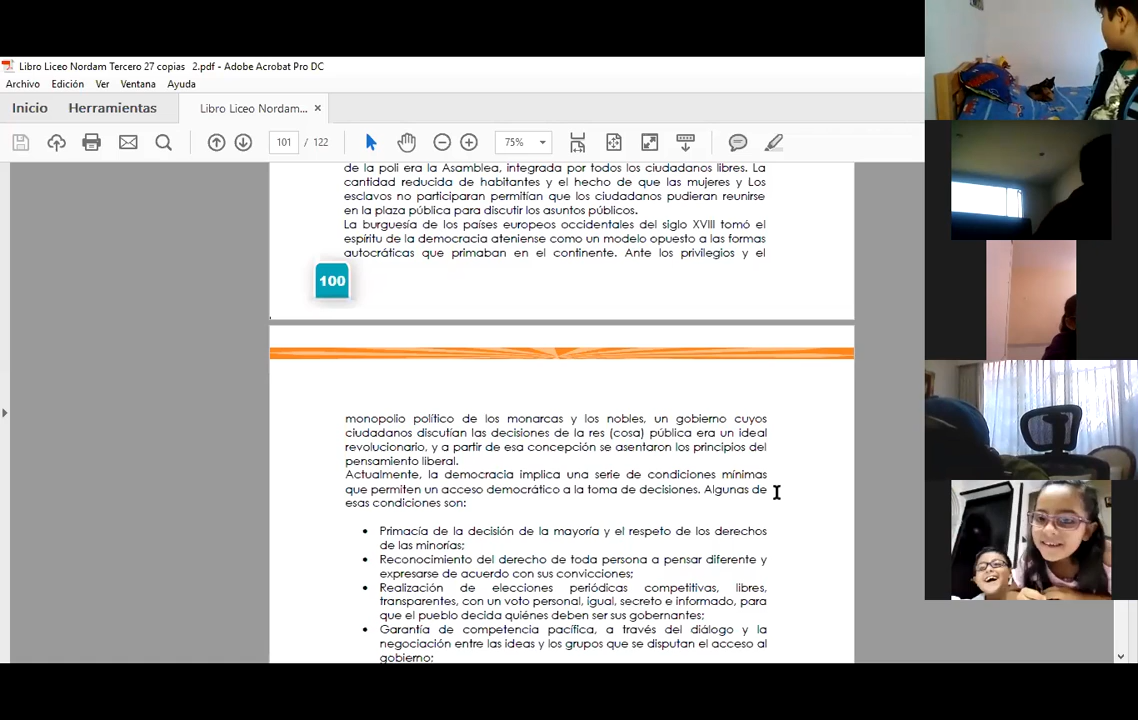 Libro Liceo Nordam Tercero 27 copias 2.pdf - Adobe Acrobat Pro DC
Archivo Edición Ver Ventana Ayuda
Inicio Herramientas Libro Liceo Nordam... ×
101 / 122 75%
de la poli era la Asamblea, integrada por todos los ciudadanos libres. La
cantidad reducida de habitantes y el hecho de que las mujeres y Los
esclavos no participaran permitían que los ciudadanos pudieran reunirse
en la plaza pública para discutir los asuntos públicos.
La burguesía de los países europeos occidentales del siglo XVIII tomó el
espíritu de la democracia ateniense como un modelo opuesto a las formas
autocráticas que primaban en el continente. Ante los privilegios y el
100
monopolio político de los monarcas y los nobles, un gobierno cuyos
ciudadanos discutían las decisiones de la res (cosa) pública era un ideal
revolucionario, y a partir de esa concepción se asentaron los principios del
pensamiento liberal.
Actualmente, la democracia implica una serie de condiciones mínimas
que permiten un acceso democrático a la toma de decisiones. Algunas de
esas condiciones son:
• Primacía de la decisión de la mayoría y el respeto de los derechos
de las minorías;
• Reconocimiento del derecho de toda persona a pensar diferente y
expresarse de acuerdo con sus convicciones;
• Realización de elecciones periódicas competitivas, libres,
transparentes, con un voto personal, igual, secreto e informado, para
que el pueblo decida quiénes deben ser sus gobernantes;
• Garantía de competencia pacífica, a través del diálogo y la
negociación entre las ideas y los grupos que se disputan el acceso al
gobierno;